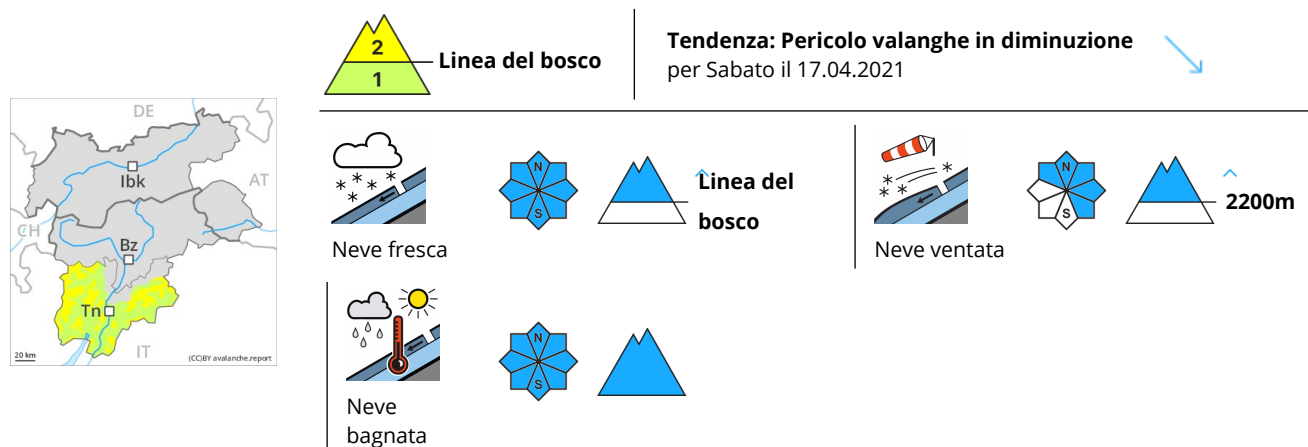 DE
AT
CH
IT
Ibk
Bz
Tn
20 km
(CC)BY avalanche.report
2
1
Linea del bosco
Tendenza: Pericolo valanghe in diminuzione
per Sabato il 17.04.2021
N
S
Linea del
bosco
Neve fresca
N
S
2200m
Neve ventata
N
S
Neve
bagnata